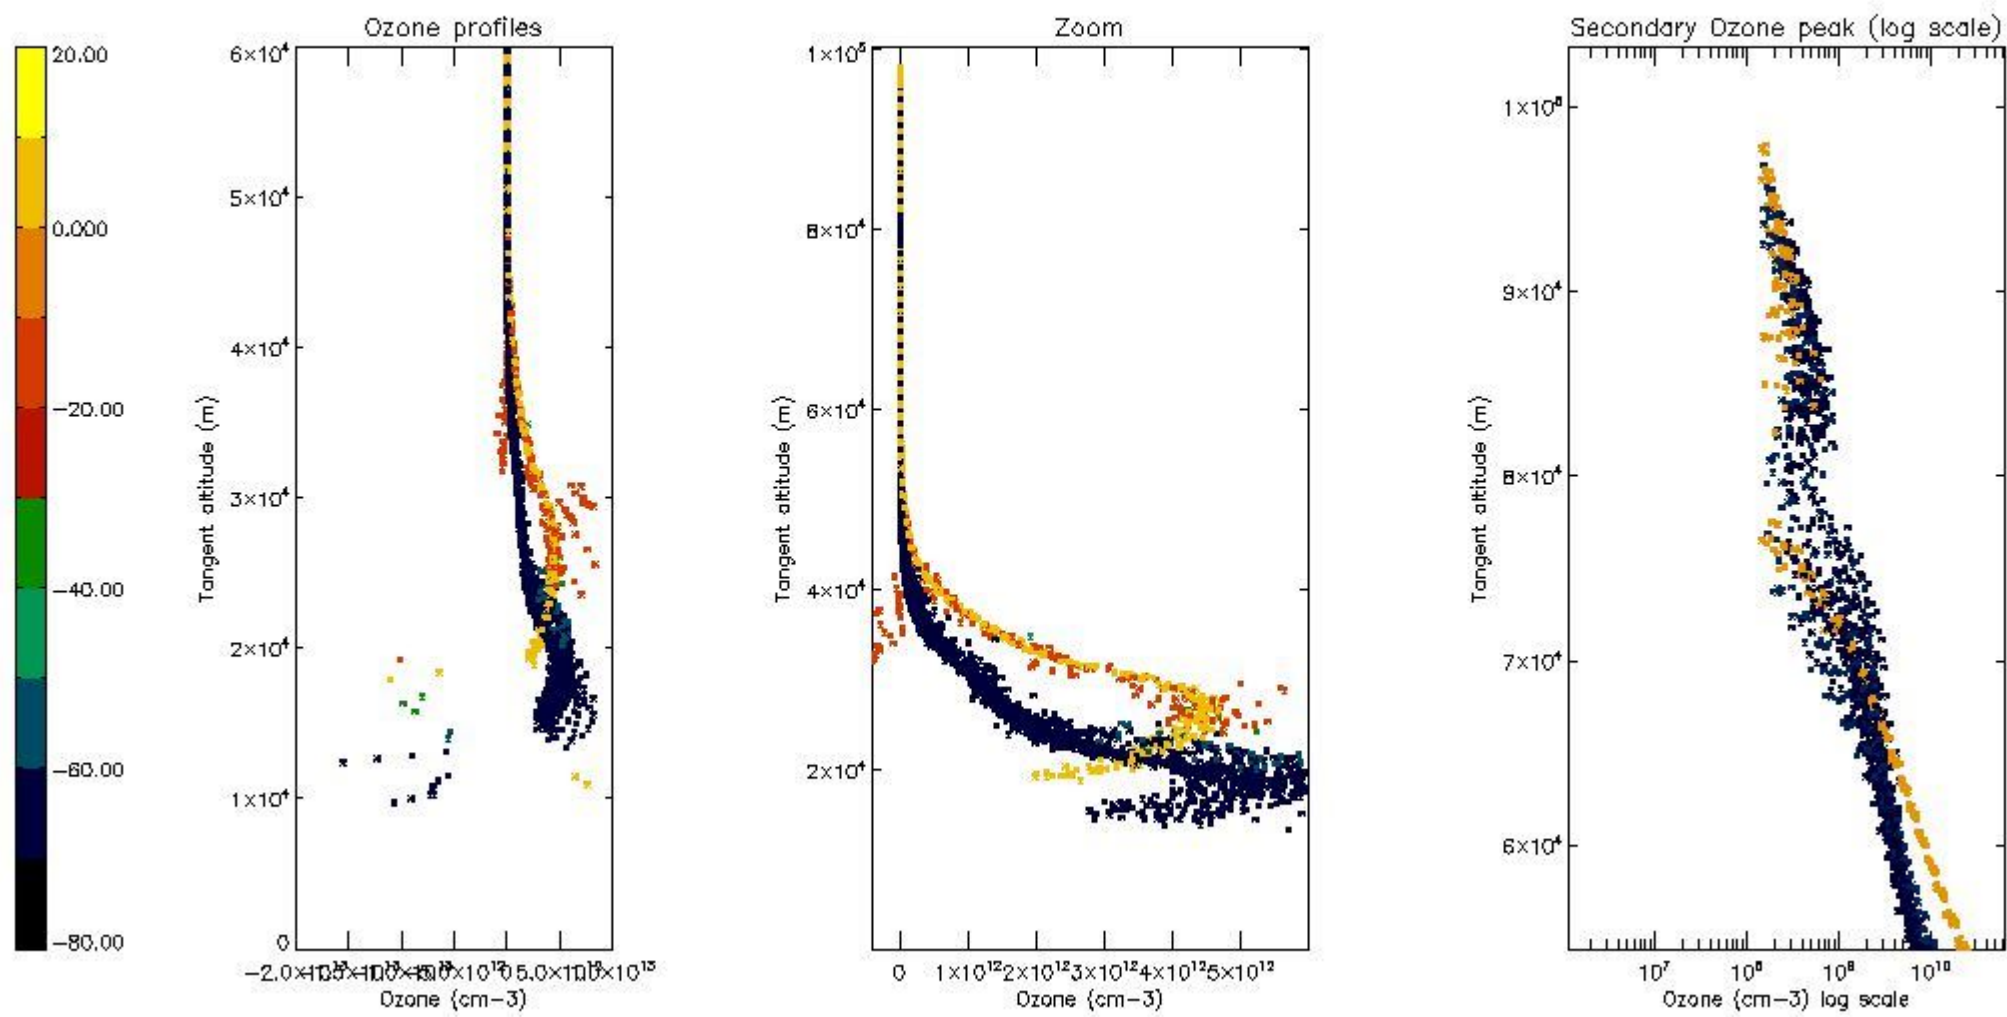 Ozone profiles
Zoom
Secondary Ozone peak (log scale)
20.00
0.000
−20.00
−40.00
−60.00
−80.00
6×10⁴
5×10⁴
4×10⁴
3×10⁴
2×10⁴
1×10⁴
0
Tangent altitude (m)
5.0×10¹²
Ozone (cm−3)
1×10⁵
8×10⁴
6×10⁴
4×10⁴
2×10⁴
Tangent altitude (m)
0 1×10¹² 2×10¹² 3×10¹² 4×10¹² 5×10¹²
Ozone (cm−3)
9×10⁴
8×10⁴
7×10⁴
6×10⁴
Tangent altitude (m)
10⁷ 10⁸ 10⁹ 10¹⁰
Ozone (cm−3) log scale